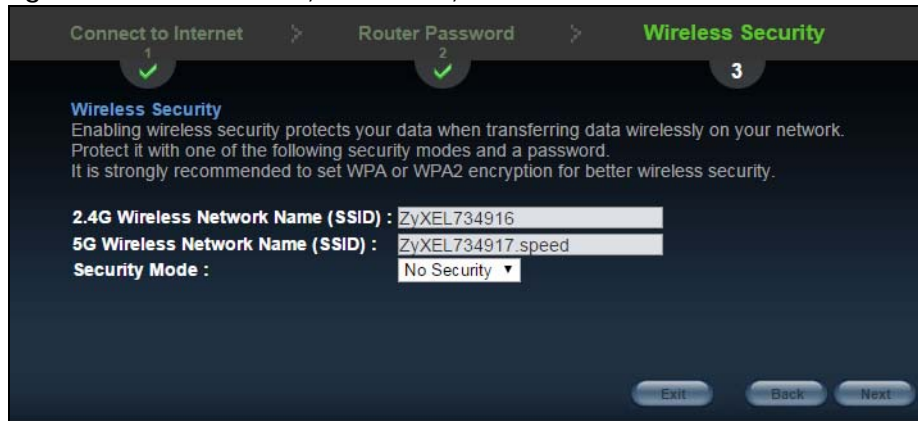 Connect to Internet > Router Password > Wireless Security
1 2 3
Wireless Security
Enabling wireless security protects your data when transferring data wirelessly on your network.
Protect it with one of the following security modes and a password.
It is strongly recommended to set WPA or WPA2 encryption for better wireless security.
2.4G Wireless Network Name (SSID) : ZyXEL734916
5G Wireless Network Name (SSID) : ZyXEL734917.speed
Security Mode : No Security
Exit Back Next